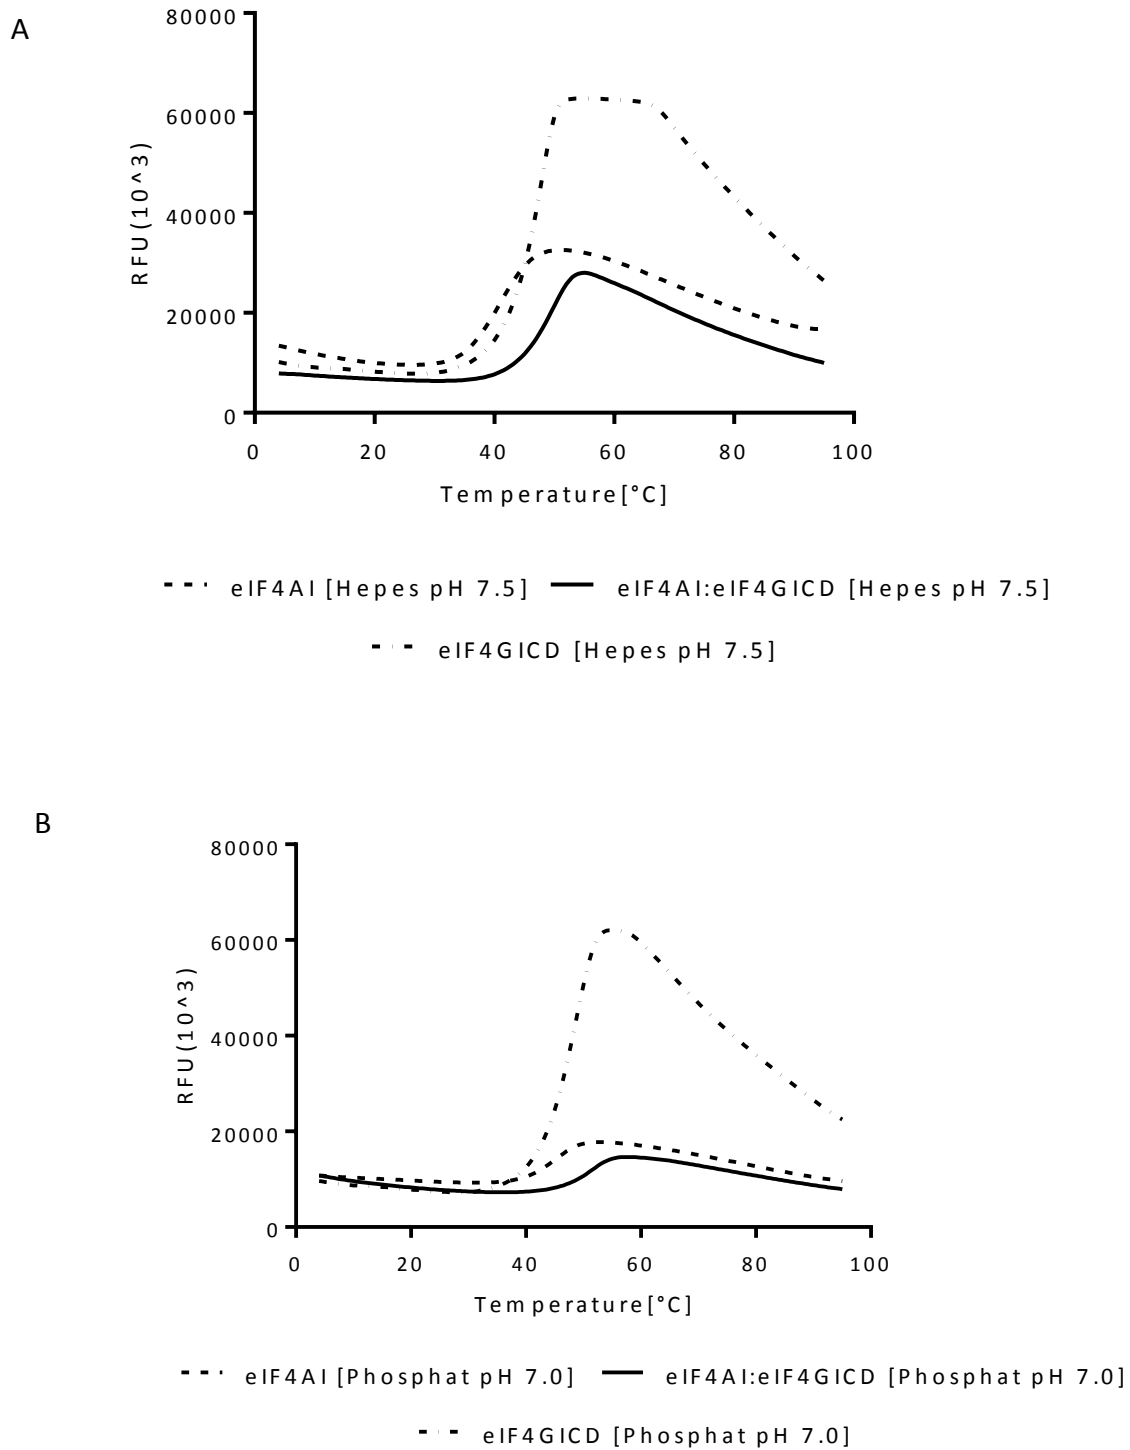 A
80000
60000
40000
20000
0
RFU(10^3)
0 20 40 60 80 100
Temperature[°C]
eIF4AI [Hepes pH 7.5] eIF4AI:eIF4GICD [Hepes pH 7.5]
eIF4GICD [Hepes pH 7.5]
B
80000
60000
40000
20000
0
RFU(10^3)
0 20 40 60 80 100
Temperature[°C]
eIF4AI [Phosphat pH 7.0] eIF4AI:eIF4GICD [Phosphat pH 7.0]
eIF4GICD [Phosphat pH 7.0]